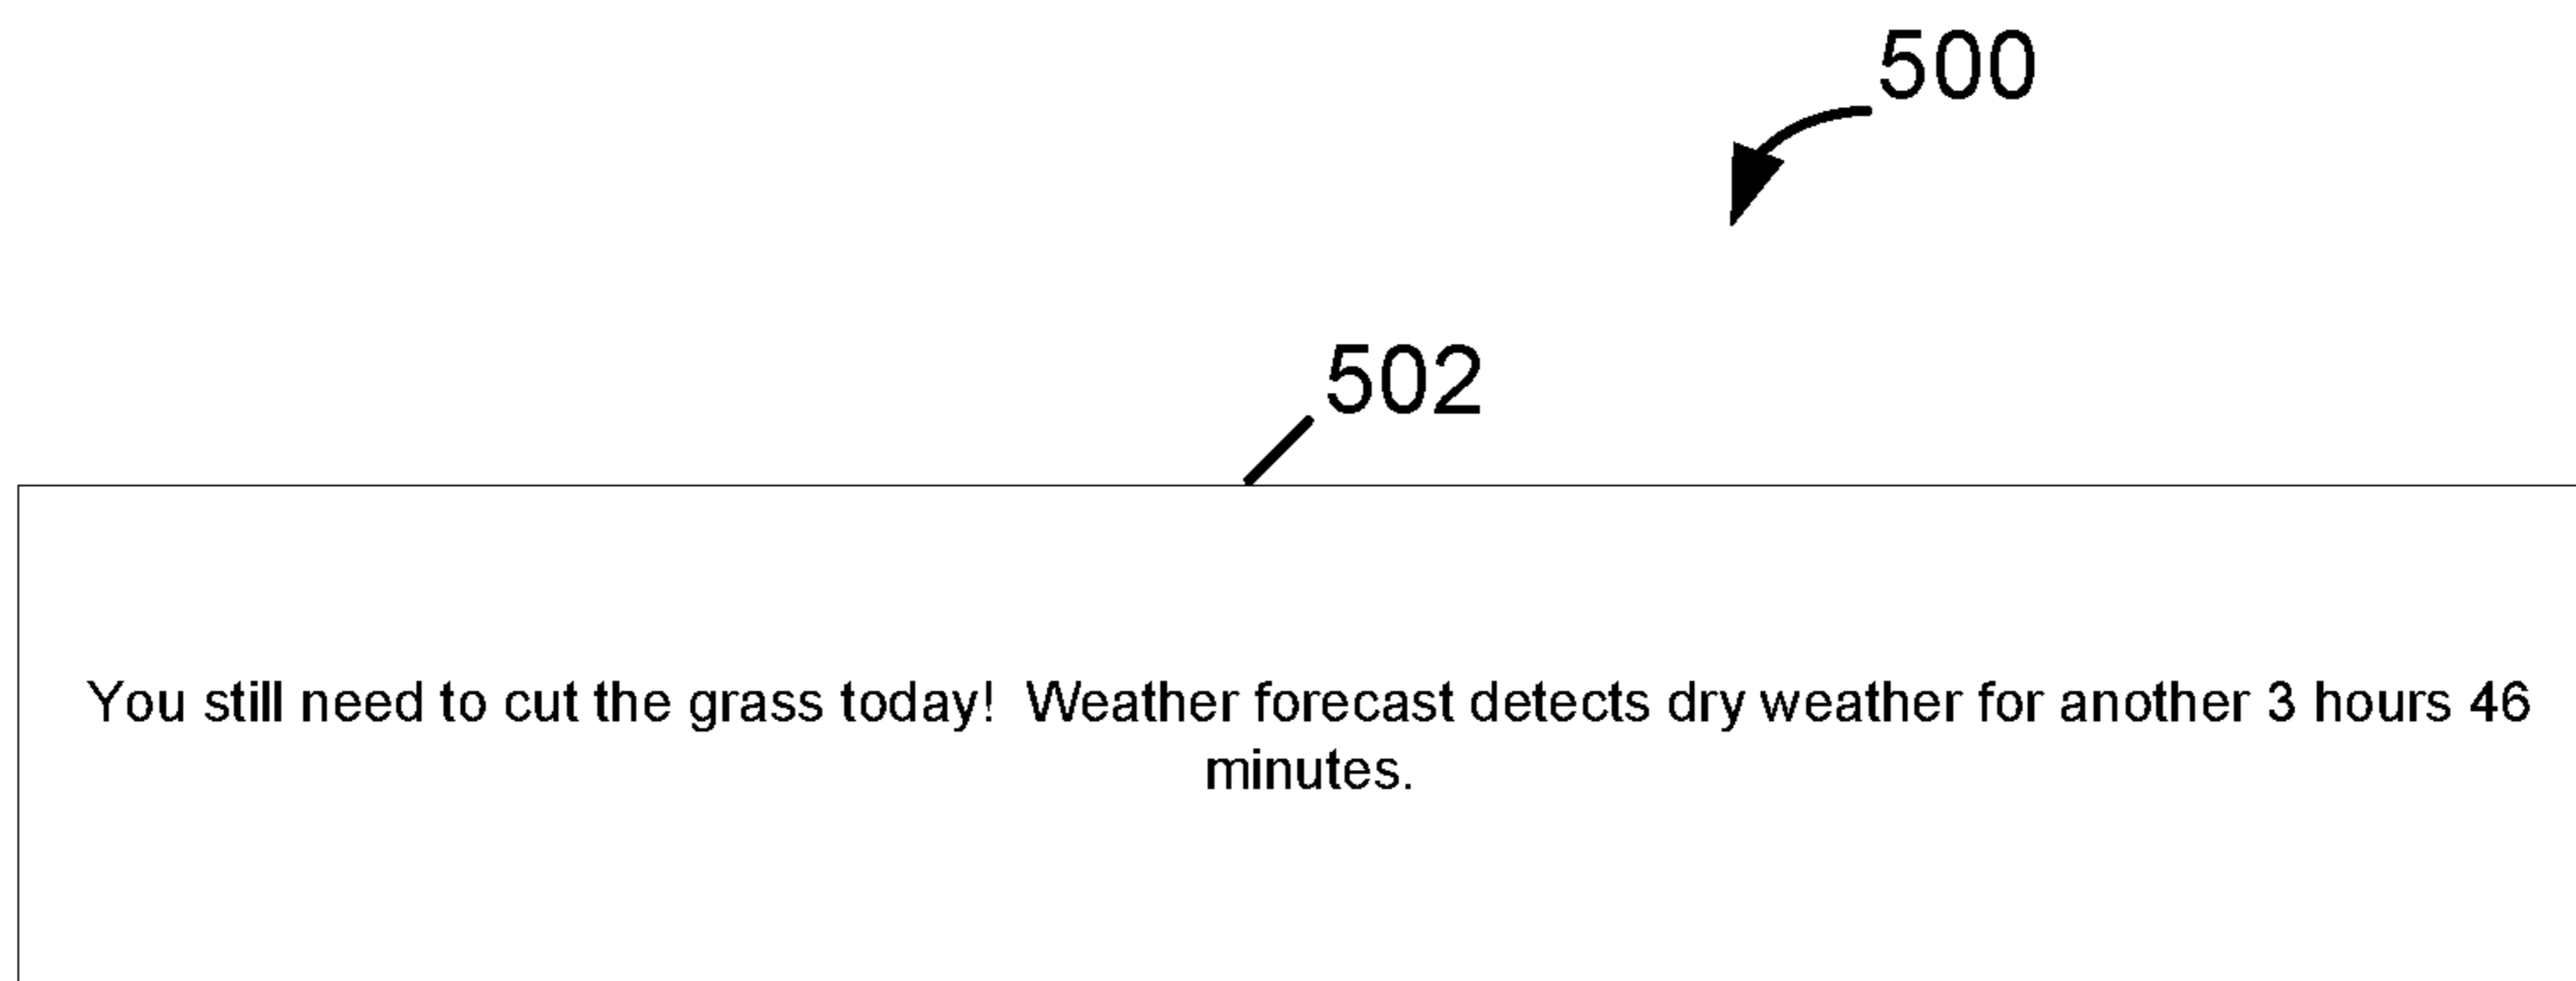 500
502
You still need to cut the grass today!  Weather forecast detects dry weather for another 3 hours 46
minutes.